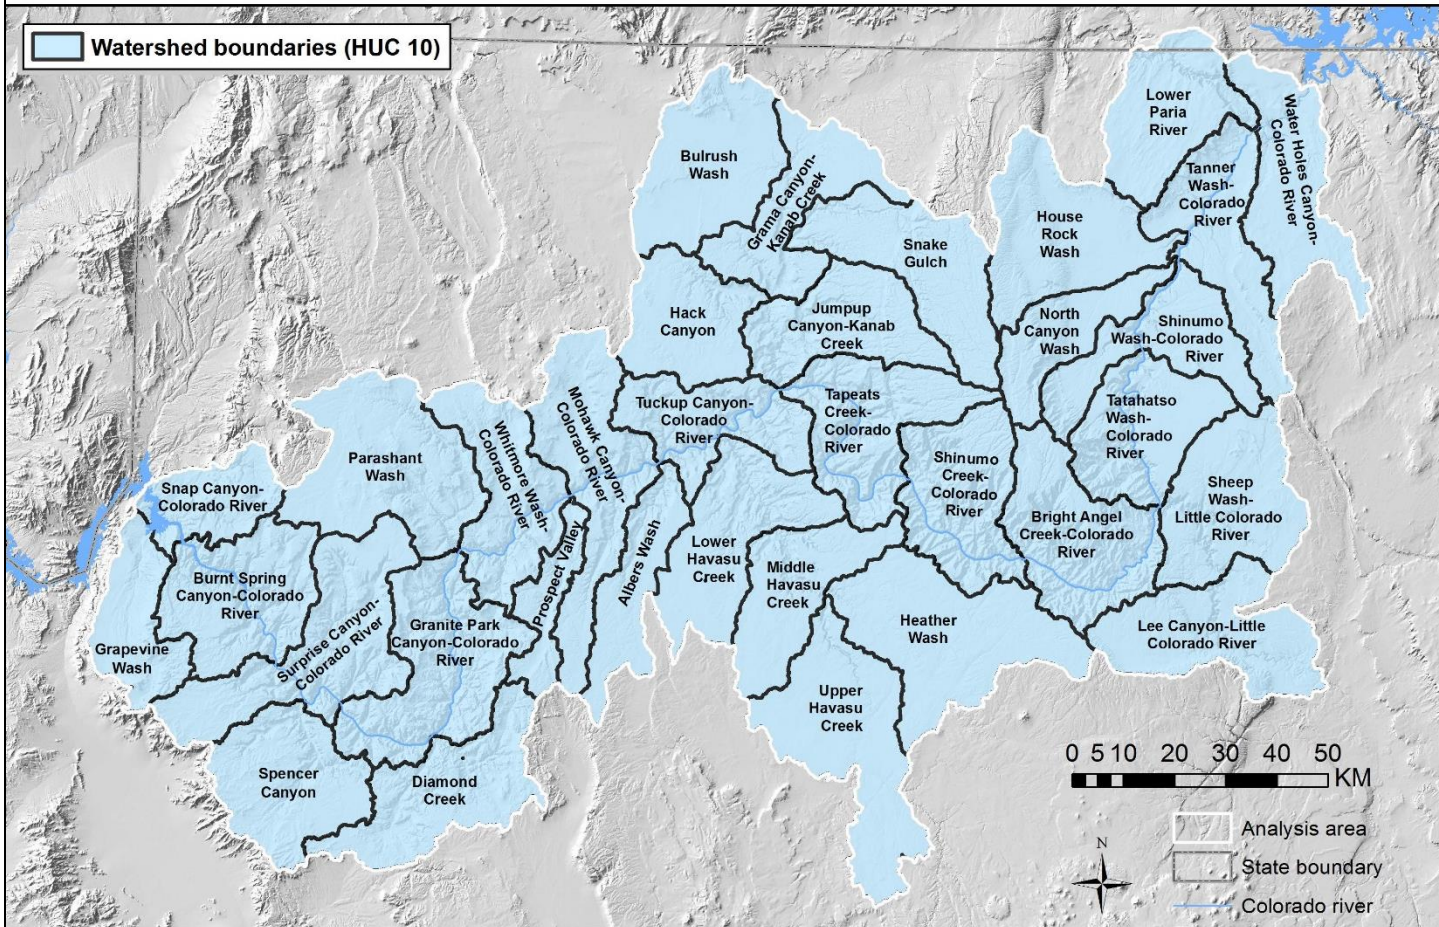 Watershed boundaries (HUC 10)
Lower
Paria
River
Water Holes Canyon-
Colorado River
Bulrush
Wash
Grama Canyon-
Kanab Creek
Tanner
Wash-
Colorado
River
House
Rock
Wash
Snake
Gulch
Hack
Canyon
Jumpup
Canyon-Kanab
Creek
North
Canyon
Wash
Shinumo
Wash-Colorado
River
Mohawk Canyon-
Colorado River
Tuckup Canyon-
Colorado
River
Tapeats
Creek-
Colorado
River
Tatahatso
Wash-
Colorado
River
Whitmore Wash-
Colorado River
Parashant
Wash
Snap Canyon-
Colorado River
Shinumo
Creek-
Colorado
River
Sheep
Wash-
Little Colorado
River
Bright Angel
Creek-Colorado
River
Prospect Valley
Albers Wash
Lower
Havasu
Creek
Middle
Havasu
Creek
Burnt Spring
Canyon-Colorado
River
Surprise Canyon-
Colorado River
Granite Park
Canyon-Colorado
River
Heather
Wash
Lee Canyon-Little
Colorado River
Grapevine
Wash
Upper
Havasu
Creek
Spencer
Canyon
Diamond
Creek
0 5 10 20 30 40 50
KM
Analysis area
State boundary
Colorado river
N